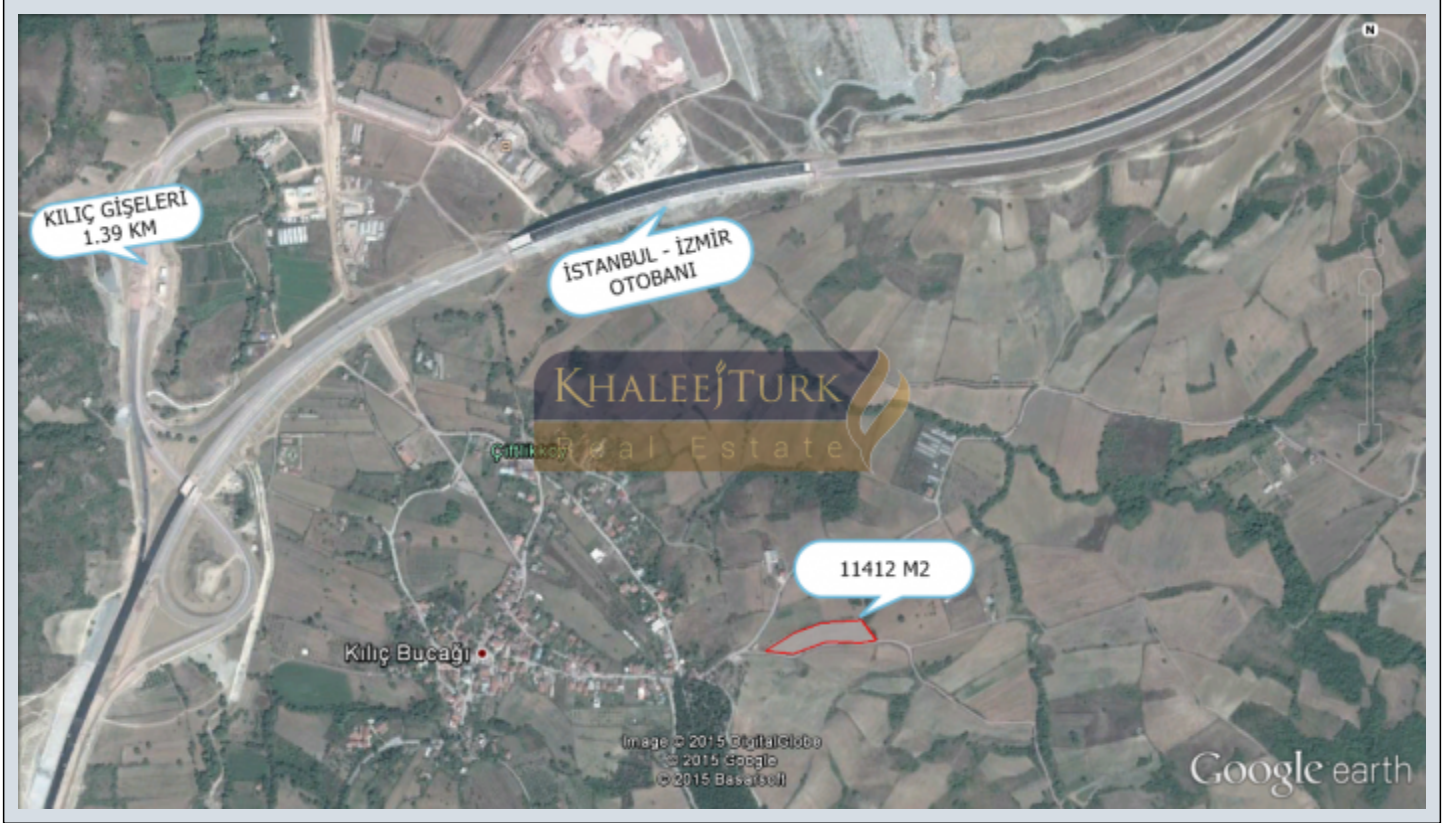 N
KILIÇ GİŞELERİ
1.39 KM
İSTANBUL - İZMİR
OTOBANI
KHALEEJTURK
Real Estate
Çiftlikköy
11412 M2
Kılıç Bucağı
Image © 2015 DigitalGlobe
© 2015 Google
© 2015 Basarsoft
Google earth